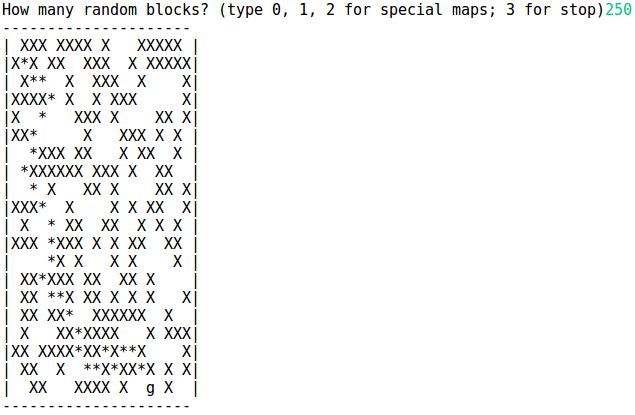 How many random blocks? (type 0, 1, 2 for special maps; 3 for stop)250
---------------------
| XXX XXXX X   XXXXX |
|X*X XX  XXX  X XXXXX|
| X**  X  XXX  X    X|
|XXXX* X  X XXX     X|
|X  *   XXX X    XX X|
|XX*     X   XXX X X |
|  *XXX XX   X XX  X |
| *XXXXXX XXX X  XX  |
|  * X   XX X    XX X|
|XXX*  X    X X XX  X|
| X  * XX  XX  X X X |
|XXX *XXX X X XX  XX |
|    *X X   X X    X |
| XX*XXX XX  XX X    |
| XX **X XX X X X   X|
| XX XX*  XXXXXX  X  |
| X   XX*XXXX   X XXX|
|XX XXXX*XX*X**X    X|
| XX  X  **X*XX*X X X|
|  XX   XXXX X  g X  |
---------------------